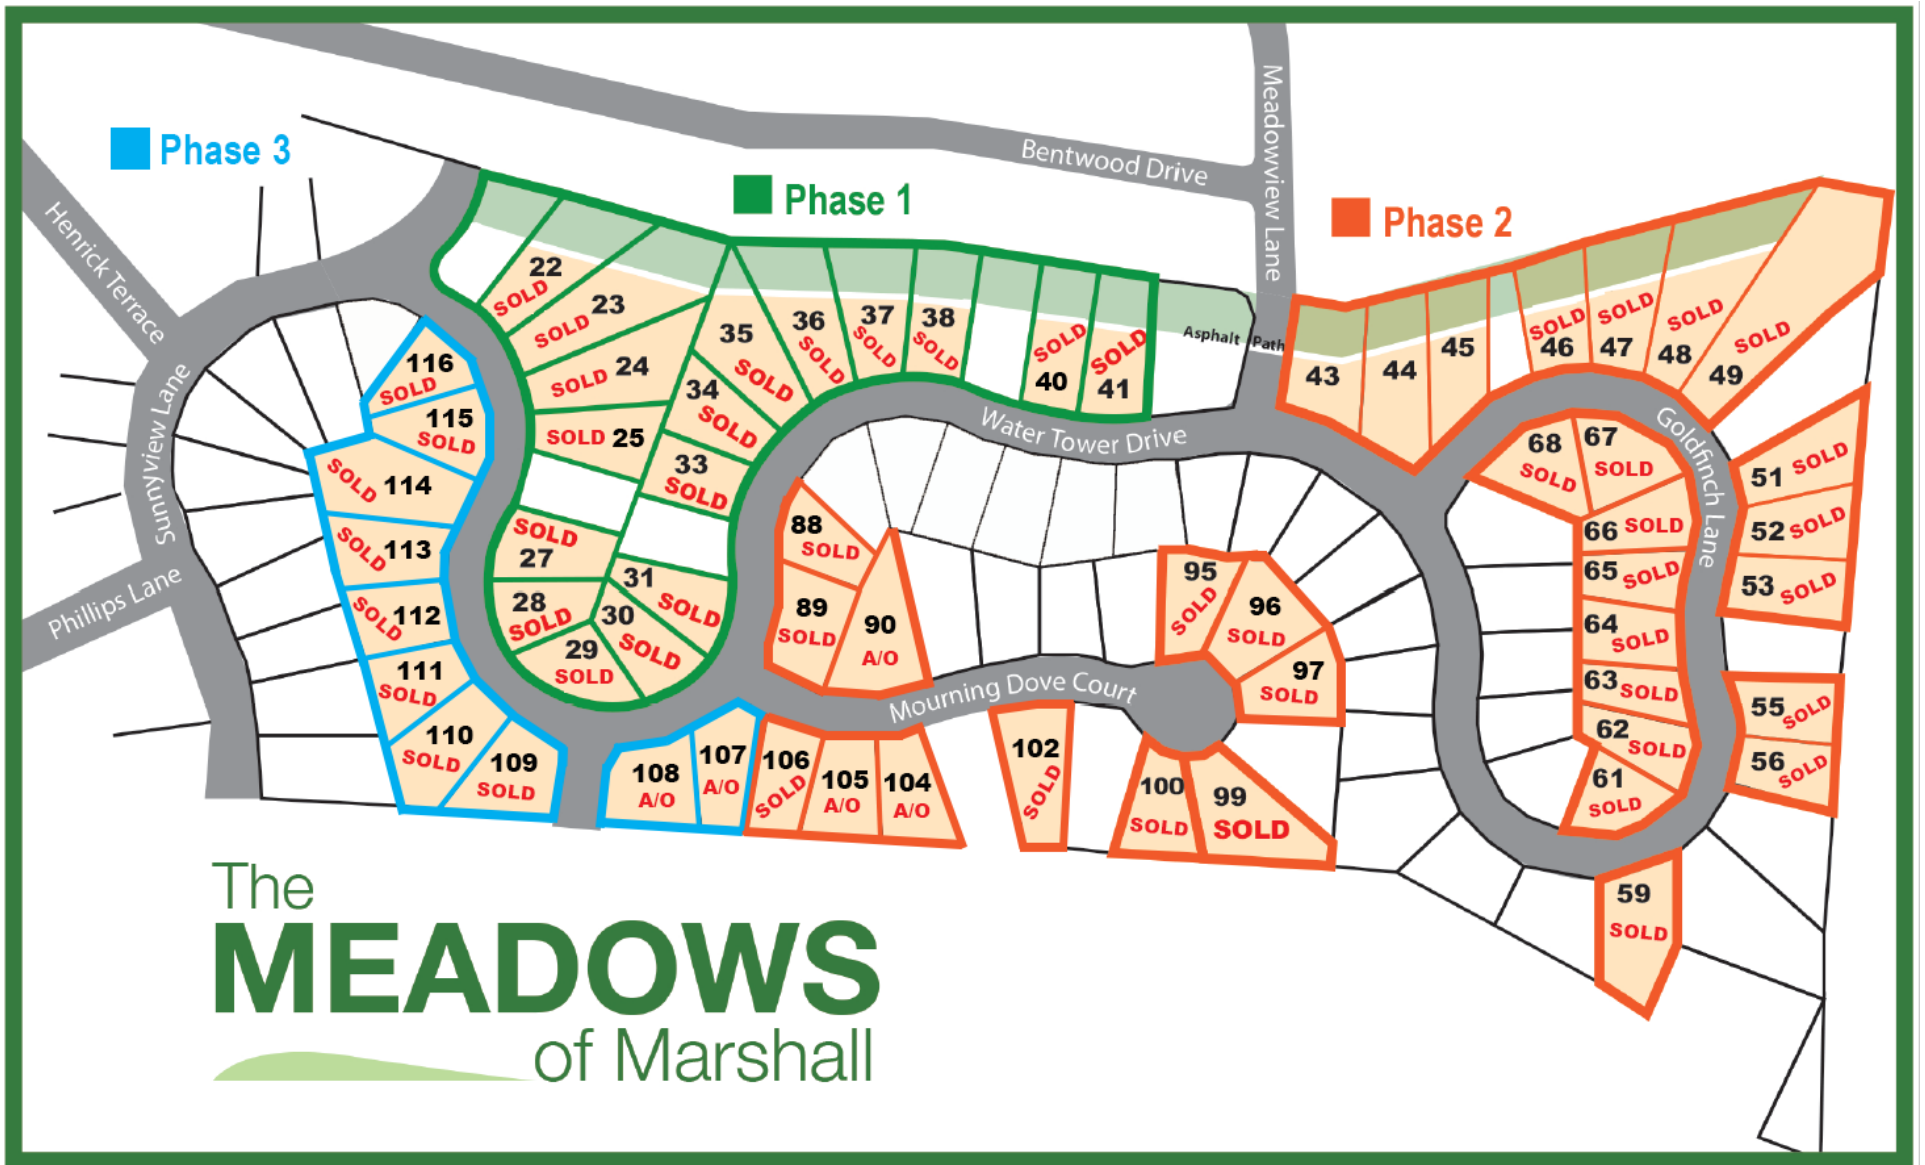 Phase 3
Phase 1
Phase 2
Bentwood Drive
Meadowview Lane
Henrick Terrace
Sunnyview Lane
Phillips Lane
Water Tower Drive
Goldfinch Lane
Mourning Dove Court
Asphalt Path
22
SOLD
23
SOLD
SOLD 24
SOLD 25
SOLD
27
28
SOLD
29
SOLD
30
SOLD
31
SOLD
33
SOLD
34
SOLD
35
SOLD
36
SOLD
37
SOLD
38
SOLD
SOLD
40
SOLD
41
43
44
45
SOLD
46
SOLD
47
SOLD
48
SOLD
49
51 SOLD
52 SOLD
53 SOLD
55 SOLD
56 SOLD
59
SOLD
61
SOLD
62
SOLD
63 SOLD
64
SOLD
65 SOLD
66 SOLD
67
SOLD
68
SOLD
88
SOLD
89
SOLD
90
A/O
95
SOLD
96
SOLD
97
SOLD
99
SOLD
100
SOLD
102
SOLD
104
A/O
105
A/O
106
SOLD
107
A/O
108
A/O
109
SOLD
110
SOLD
111
SOLD
SOLD 112
SOLD 113
SOLD 114
115
SOLD
116
SOLD
The
MEADOWS
of Marshall